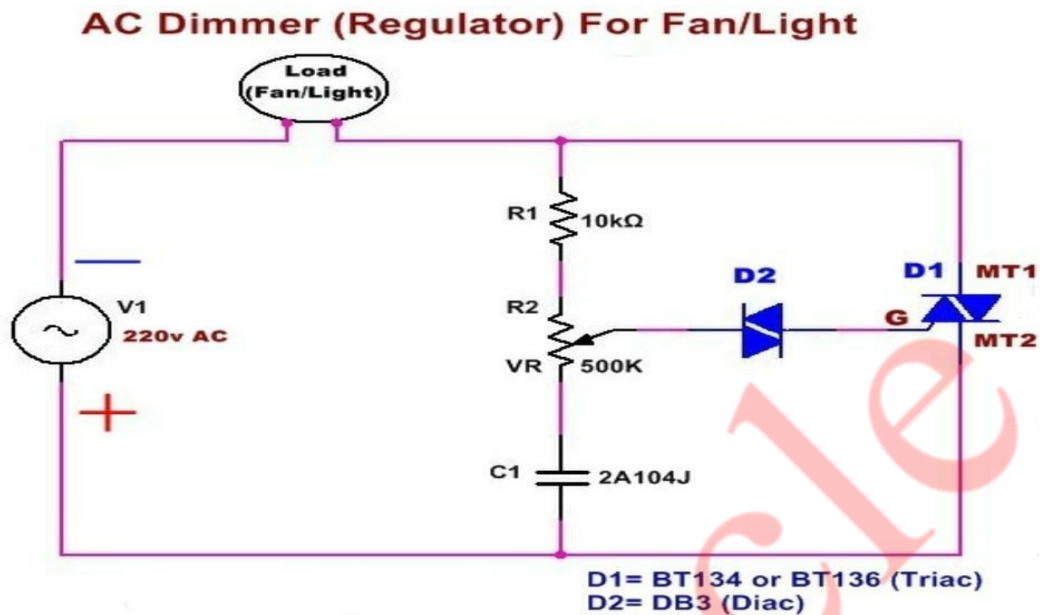 AC Dimmer (Regulator) For Fan/Light
Load
(Fan/Light)
R1
10kΩ
D2
D1
MT1
V1
220v AC
R2
G
MT2
VR
500K
C1
2A104J
cle
D1= BT134 or BT136 (Triac)
D2= DB3 (Diac)